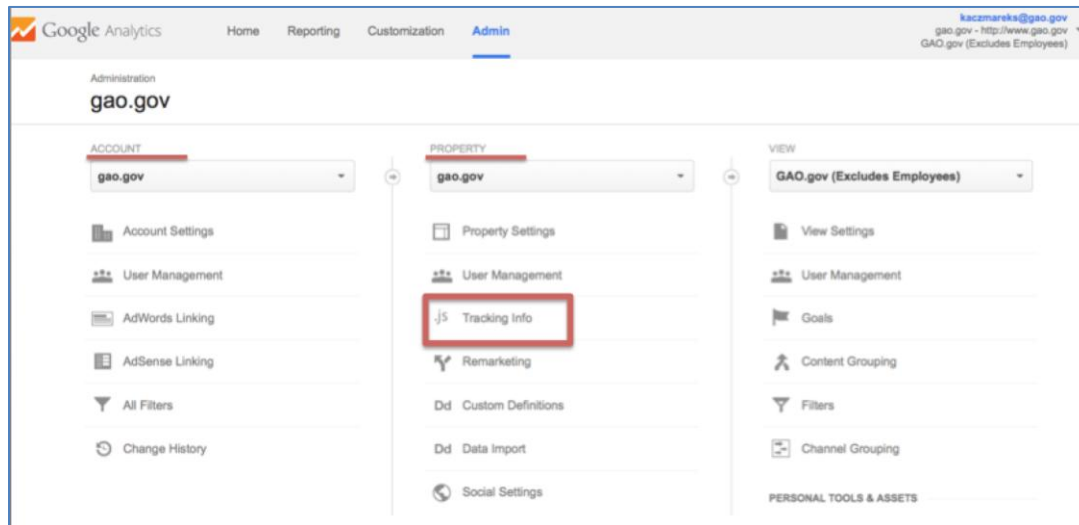 Google Analytics
Home Reporting Customization Admin
kaczmareks@gao.gov
gao.gov - http://www.gao.gov
GAO.gov (Excludes Employees)
Administration
gao.gov
ACCOUNT
gao.gov
Account Settings
User Management
AdWords Linking
AdSense Linking
All Filters
Change History
PROPERTY
gao.gov
Property Settings
User Management
.js Tracking Info
Remarketing
Dd Custom Definitions
Dd Data Import
Social Settings
VIEW
GAO.gov (Excludes Employees)
View Settings
User Management
Goals
Content Grouping
Filters
Channel Grouping
PERSONAL TOOLS & ASSETS